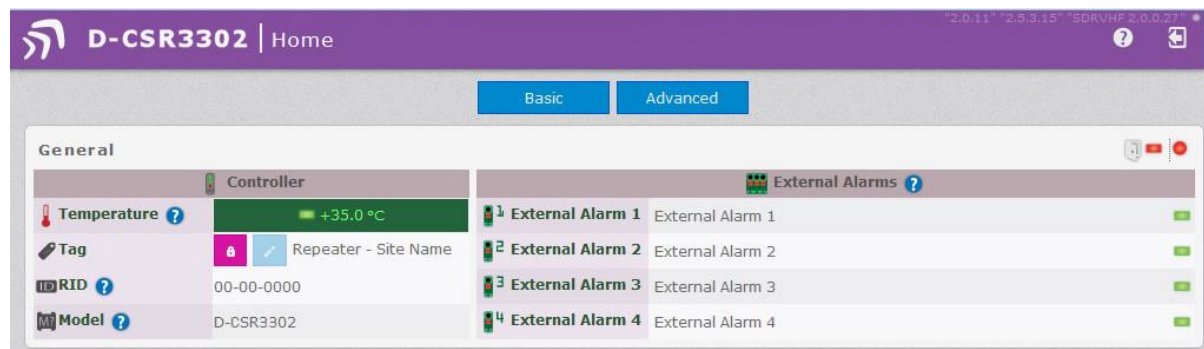 "2.0.11" "2.5.3.15" "SDRVHF 2.0.0.27"
D-CSR3302 | Home
Basic Advanced
General
Controller External Alarms ?
Temperature ? +35.0 °C 1 External Alarm 1 External Alarm 1
Tag Repeater - Site Name 2 External Alarm 2 External Alarm 2
ID RID ? 00-00-0000 3 External Alarm 3 External Alarm 3
Model ? D-CSR3302 4 External Alarm 4 External Alarm 4